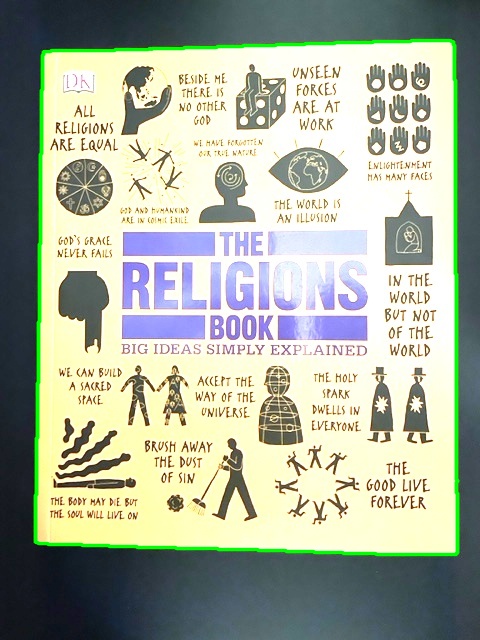 DK
ALL
RELIGIONS
ARE EQUAL
BESIDE ME
THERE IS
NO OTHER
GOD
UNSEEN
FORCES
ARE AT
WORK
WE HAVE FORGOTTEN
OUR TRUE NATURE
ENLIGHTENMENT
HAS MANY FACES
GOD AND HUMANKIND
ARE IN COSMIC EXILE
THE WORLD IS
AN ILLUSION
GOD'S GRACE
NEVER FAILS
THE
RELIGIONS
BOOK
BIG IDEAS SIMPLY EXPLAINED
IN THE
WORLD
BUT NOT
OF THE
WORLD
WE CAN BUILD
A SACRED
SPACE
ACCEPT THE
WAY OF THE
UNIVERSE
THE HOLY
SPARK
DWELLS IN
EVERYONE
BRUSH AWAY
THE DUST
OF SIN
THE
GOOD LIVE
FOREVER
THE BODY MAY DIE BUT
THE SOUL WILL LIVE ON